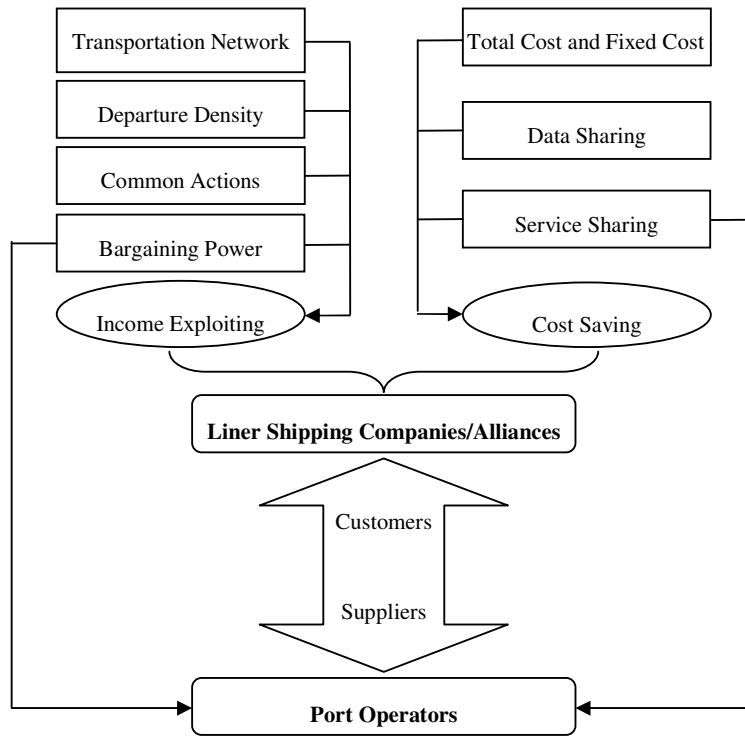 Transportation Network
Departure Density
Common Actions
Bargaining Power
Income Exploiting
Total Cost and Fixed Cost
Data Sharing
Service Sharing
Cost Saving
Liner Shipping Companies/Alliances
Customers
Suppliers
Port Operators